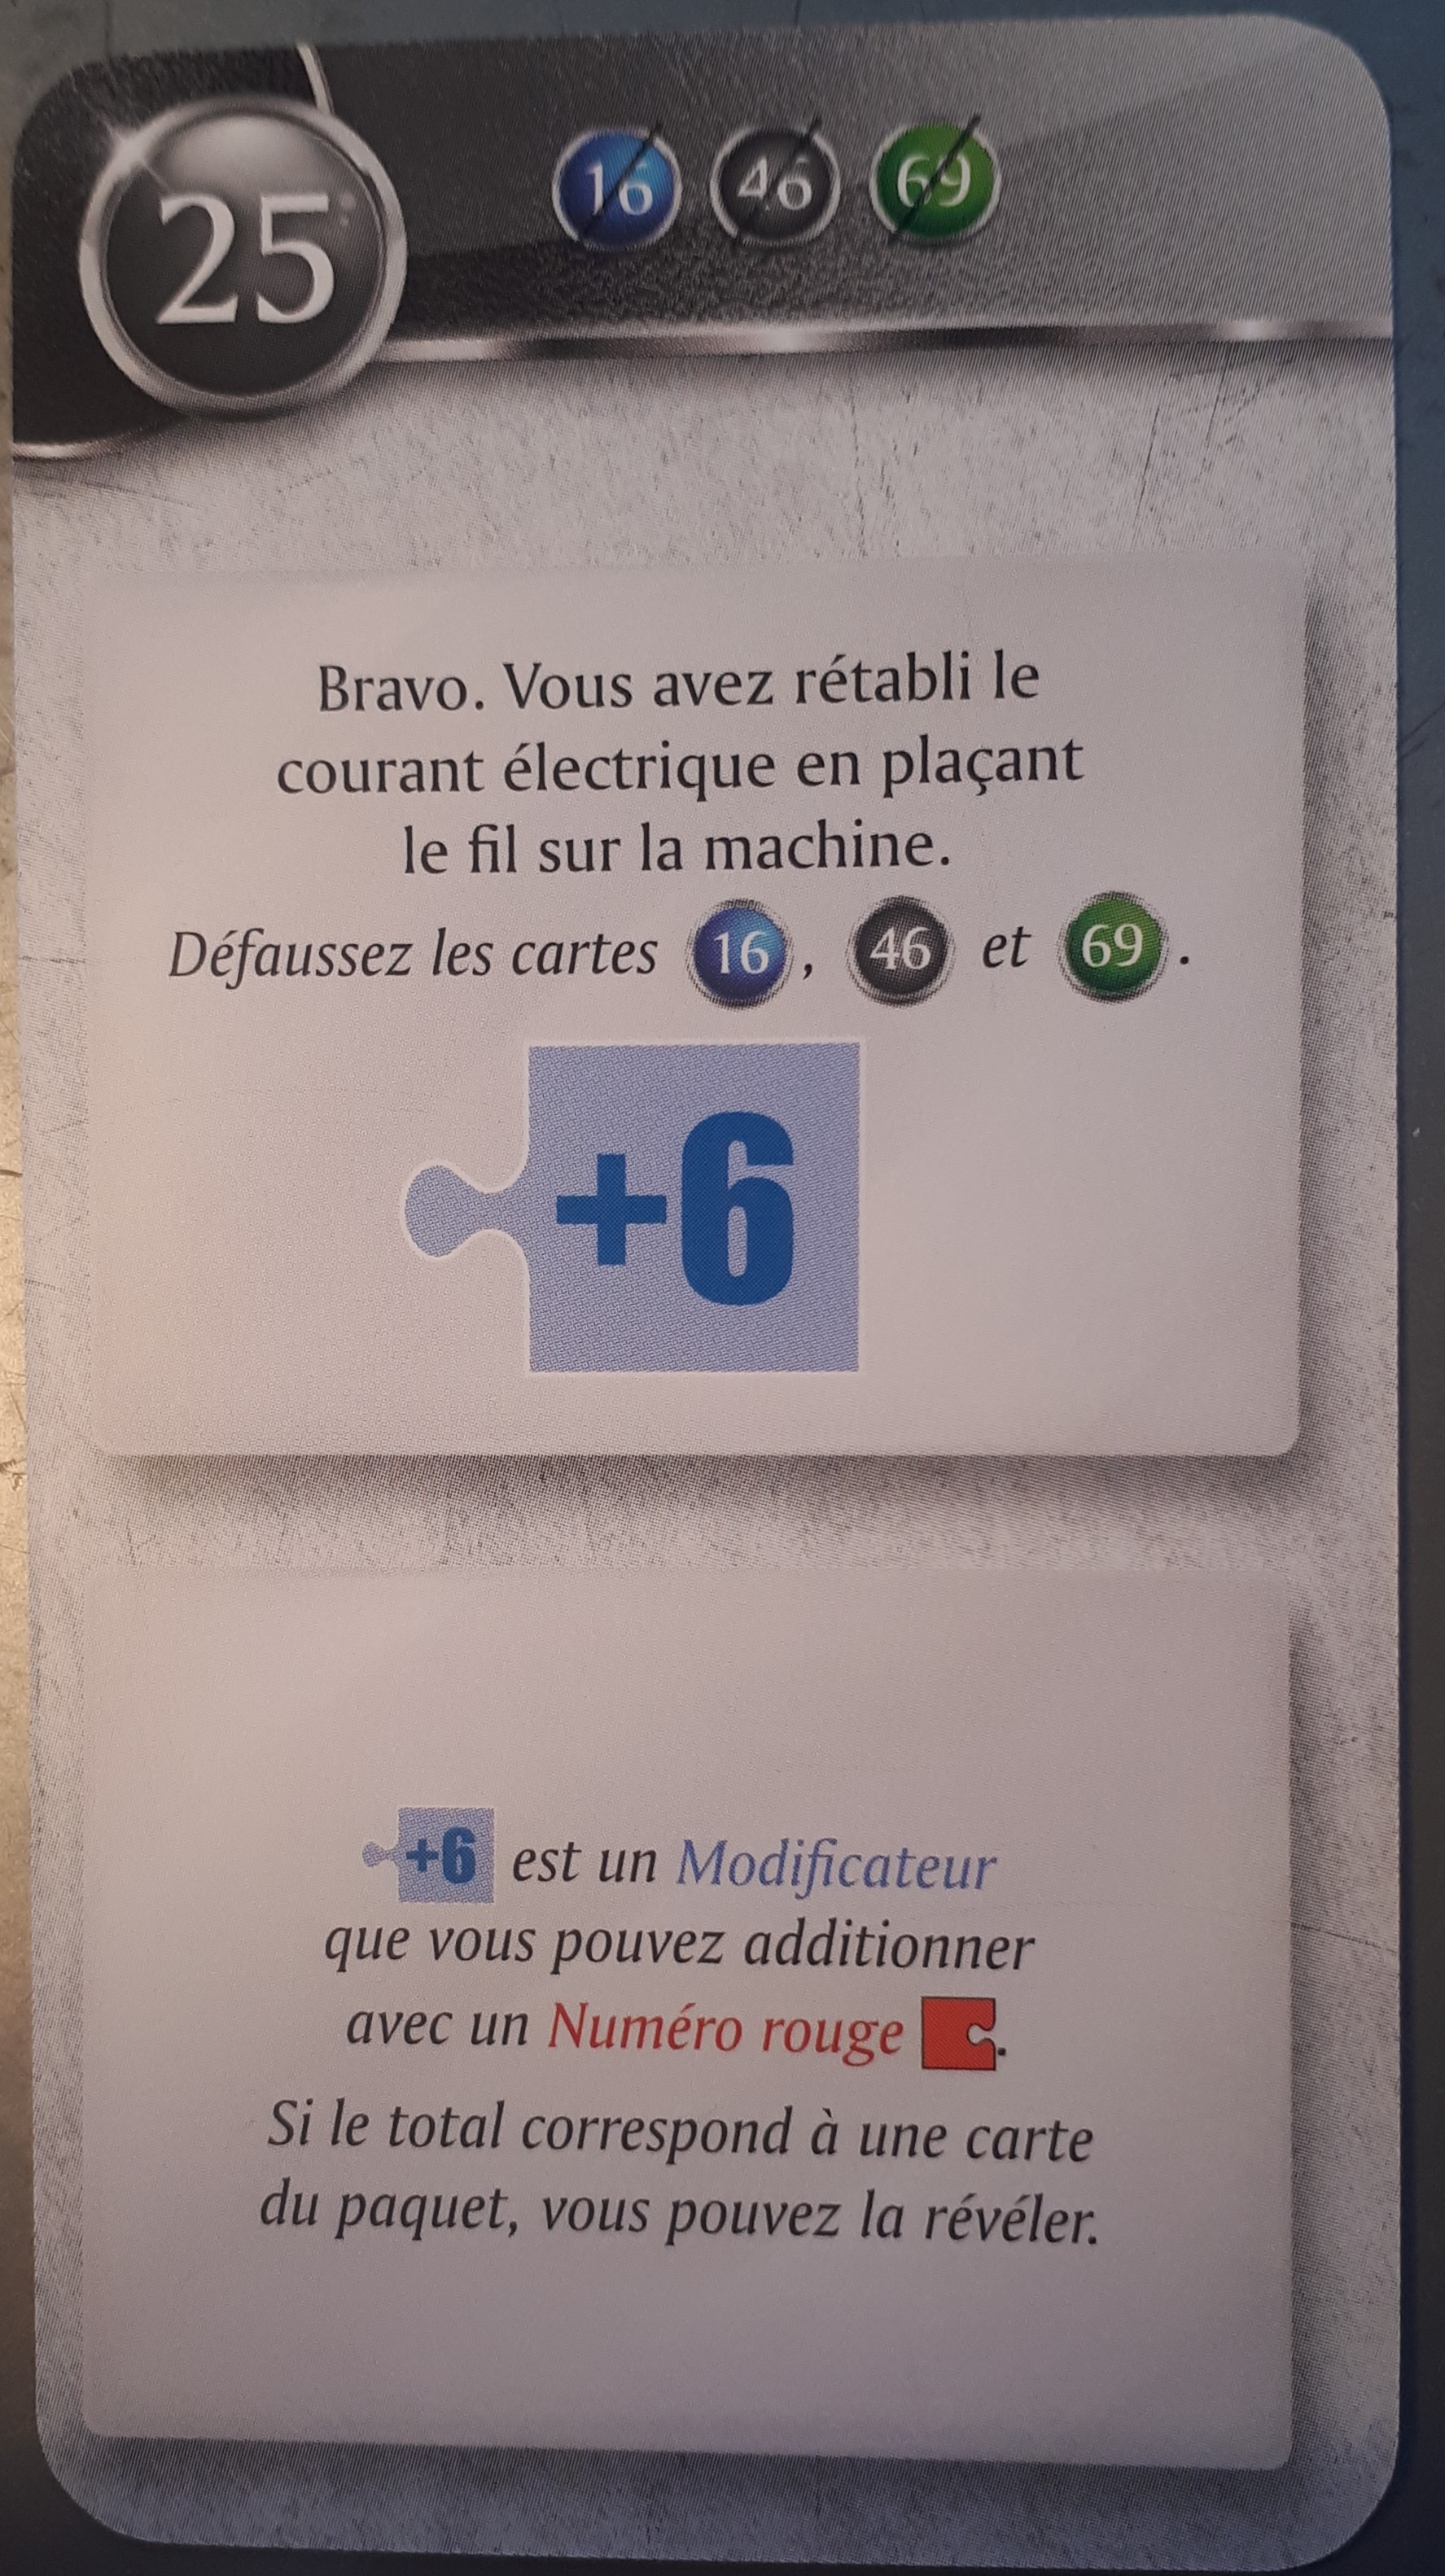 25
16 46 69
Bravo. Vous avez rétabli le
courant électrique en plaçant
le fil sur la machine.
Défaussez les cartes 16, 46 et 69.
+6
+6 est un Modificateur
que vous pouvez additionner
avec un Numéro rouge .
Si le total correspond à une carte
du paquet, vous pouvez la révéler.